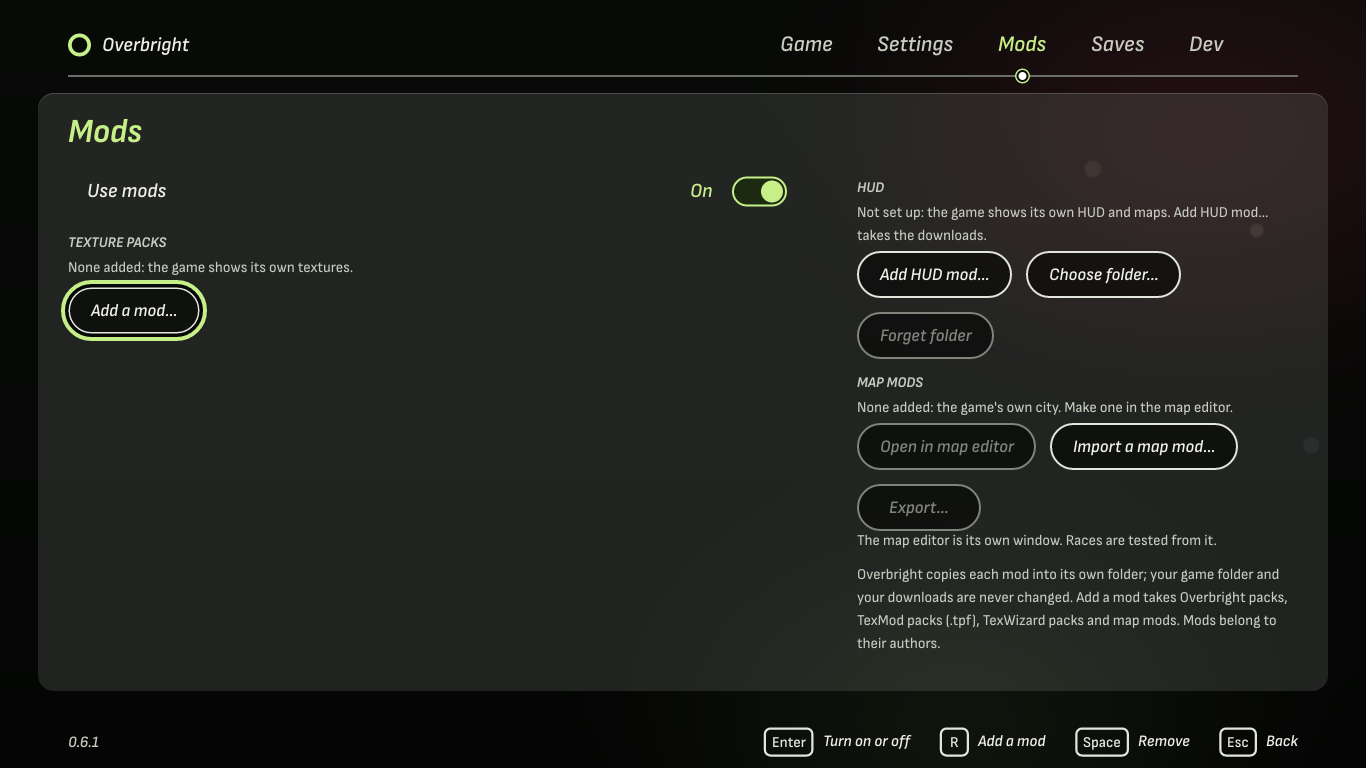 Overbright
Game Settings Mods Saves Dev
Mods
Use mods On
TEXTURE PACKS
None added: the game shows its own textures.
Add a mod...
HUD
Not set up: the game shows its own HUD and maps. Add HUD mod...
takes the downloads.
Add HUD mod... Choose folder...
Forget folder
MAP MODS
None added: the game's own city. Make one in the map editor.
Open in map editor Import a map mod...
Export...
The map editor is its own window. Races are tested from it.
Overbright copies each mod into its own folder; your game folder and
your downloads are never changed. Add a mod takes Overbright packs,
TexMod packs (.tpf), TexWizard packs and map mods. Mods belong to
their authors.
0.6.1 Enter Turn on or off R Add a mod Space Remove Esc Back